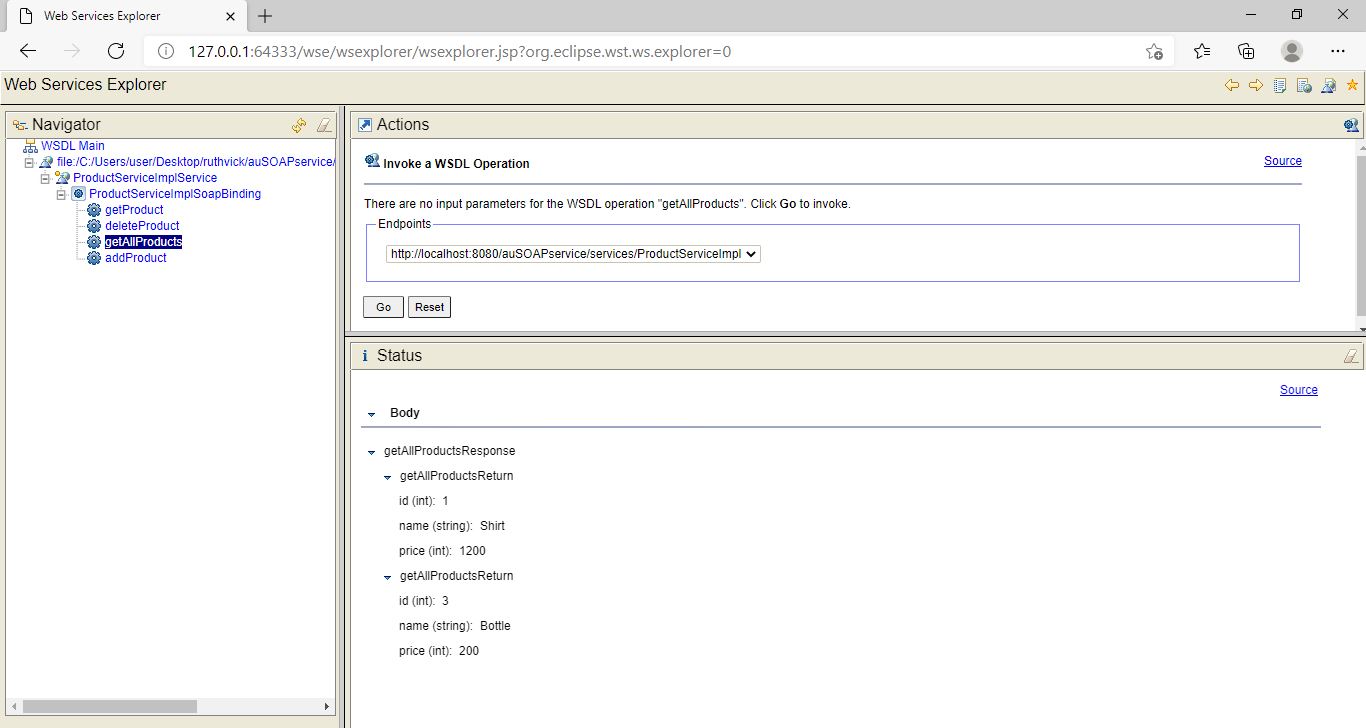 Web Services Explorer
127.0.0.1:64333/wse/wsexplorer/wsexplorer.jsp?org.eclipse.wst.ws.explorer=0
Web Services Explorer
Navigator
WSDL Main
file:/C:/Users/user/Desktop/ruthvick/auSOAPservice/
ProductServiceImplService
ProductServiceImplSoapBinding
getProduct
deleteProduct
getAllProducts
addProduct
Actions
Invoke a WSDL Operation
Source
There are no input parameters for the WSDL operation "getAllProducts". Click Go to invoke.
Endpoints
http://localhost:8080/auSOAPservice/services/ProductServiceImpl
Go Reset
i Status
Source
Body
getAllProductsResponse
getAllProductsReturn
id (int): 1
name (string): Shirt
price (int): 1200
getAllProductsReturn
id (int): 3
name (string): Bottle
price (int): 200